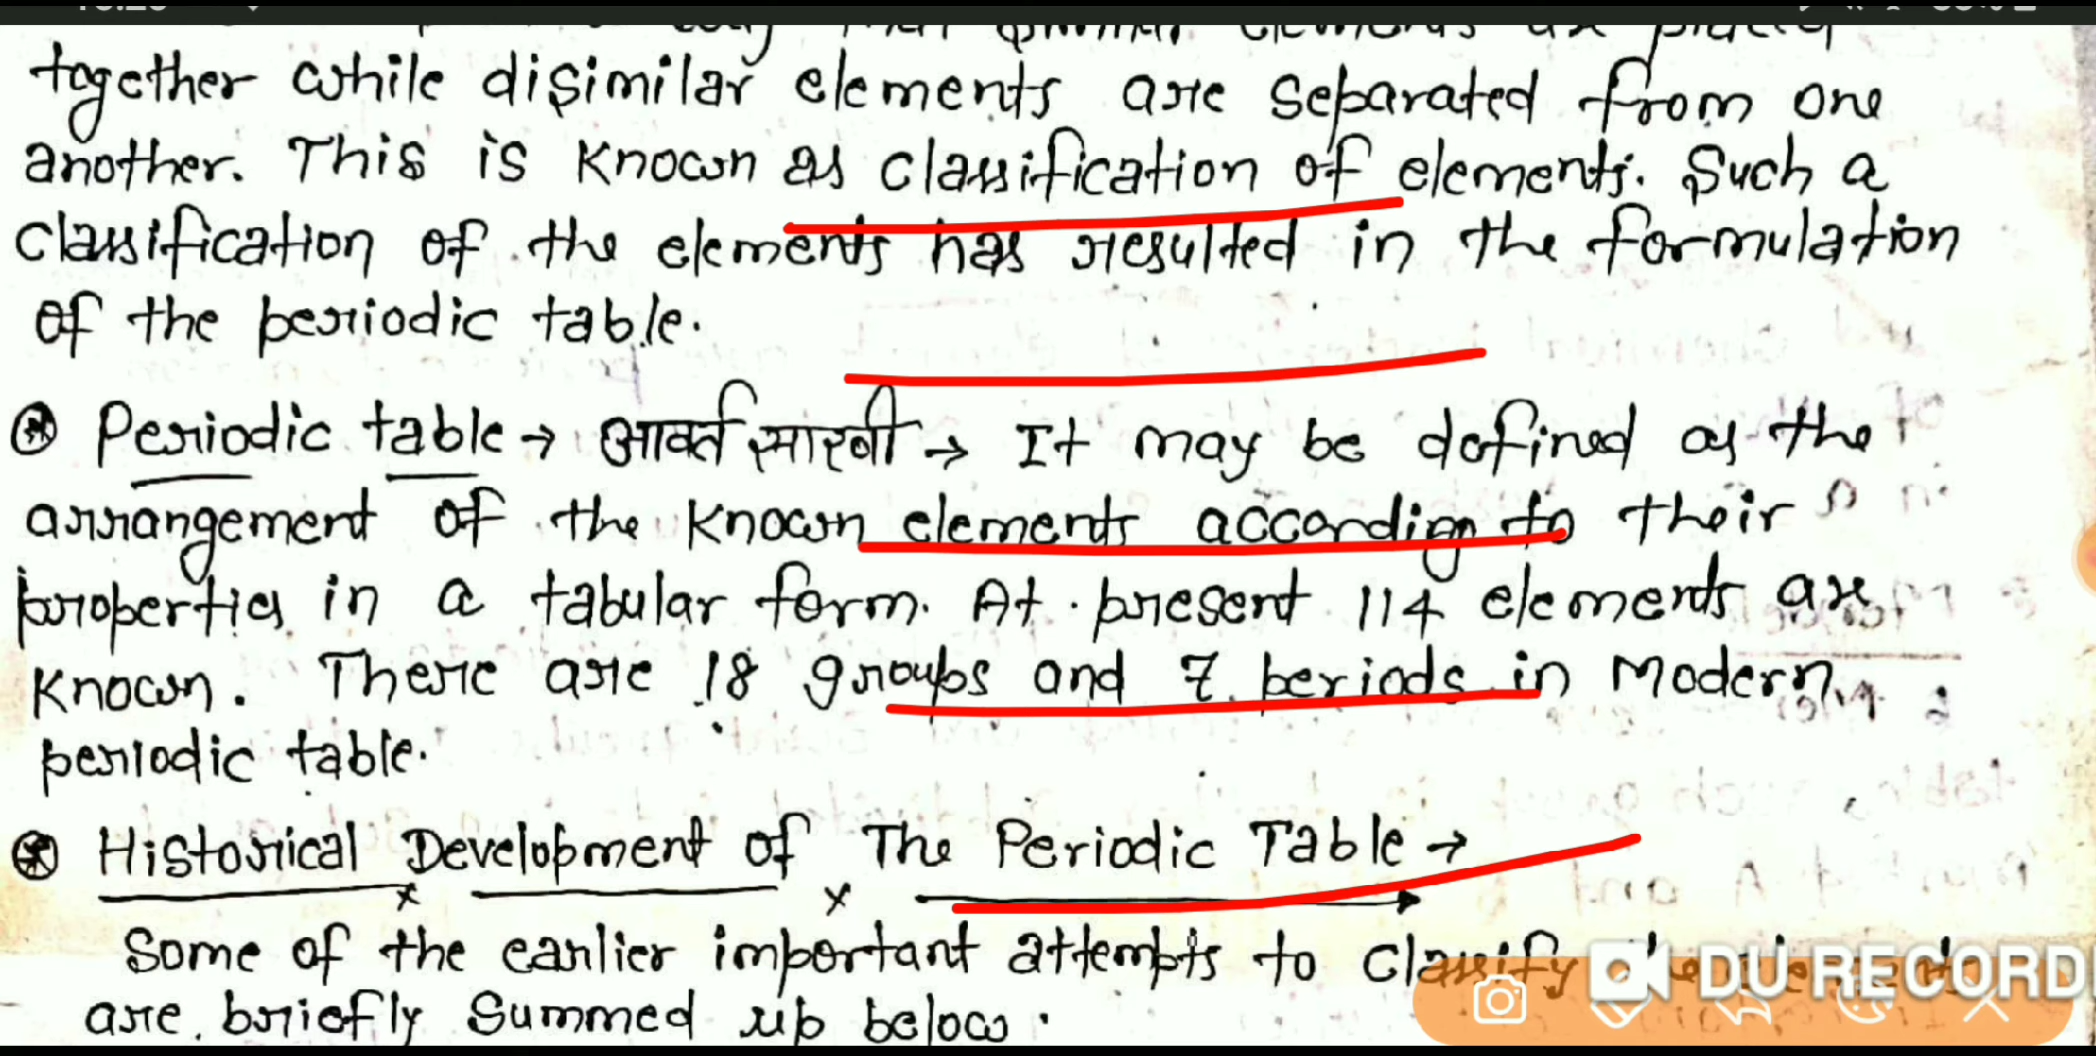 together while disimilar elements are separated from one
another. This is known as classification of elements. Such a
classification of the elements has resulted in the formulation
of the periodic table.
Periodic table → आवर्त सारणी → It may be defined as the
arrangement of the known elements according to their
properties in a tabular form. At present 114 elements are
known. There are 18 groups and 7 periods in Modern
periodic table.
Historical Development of The Periodic Table →
Some of the earlier important attempts to classify
are briefly summed up below.
DU RECORD